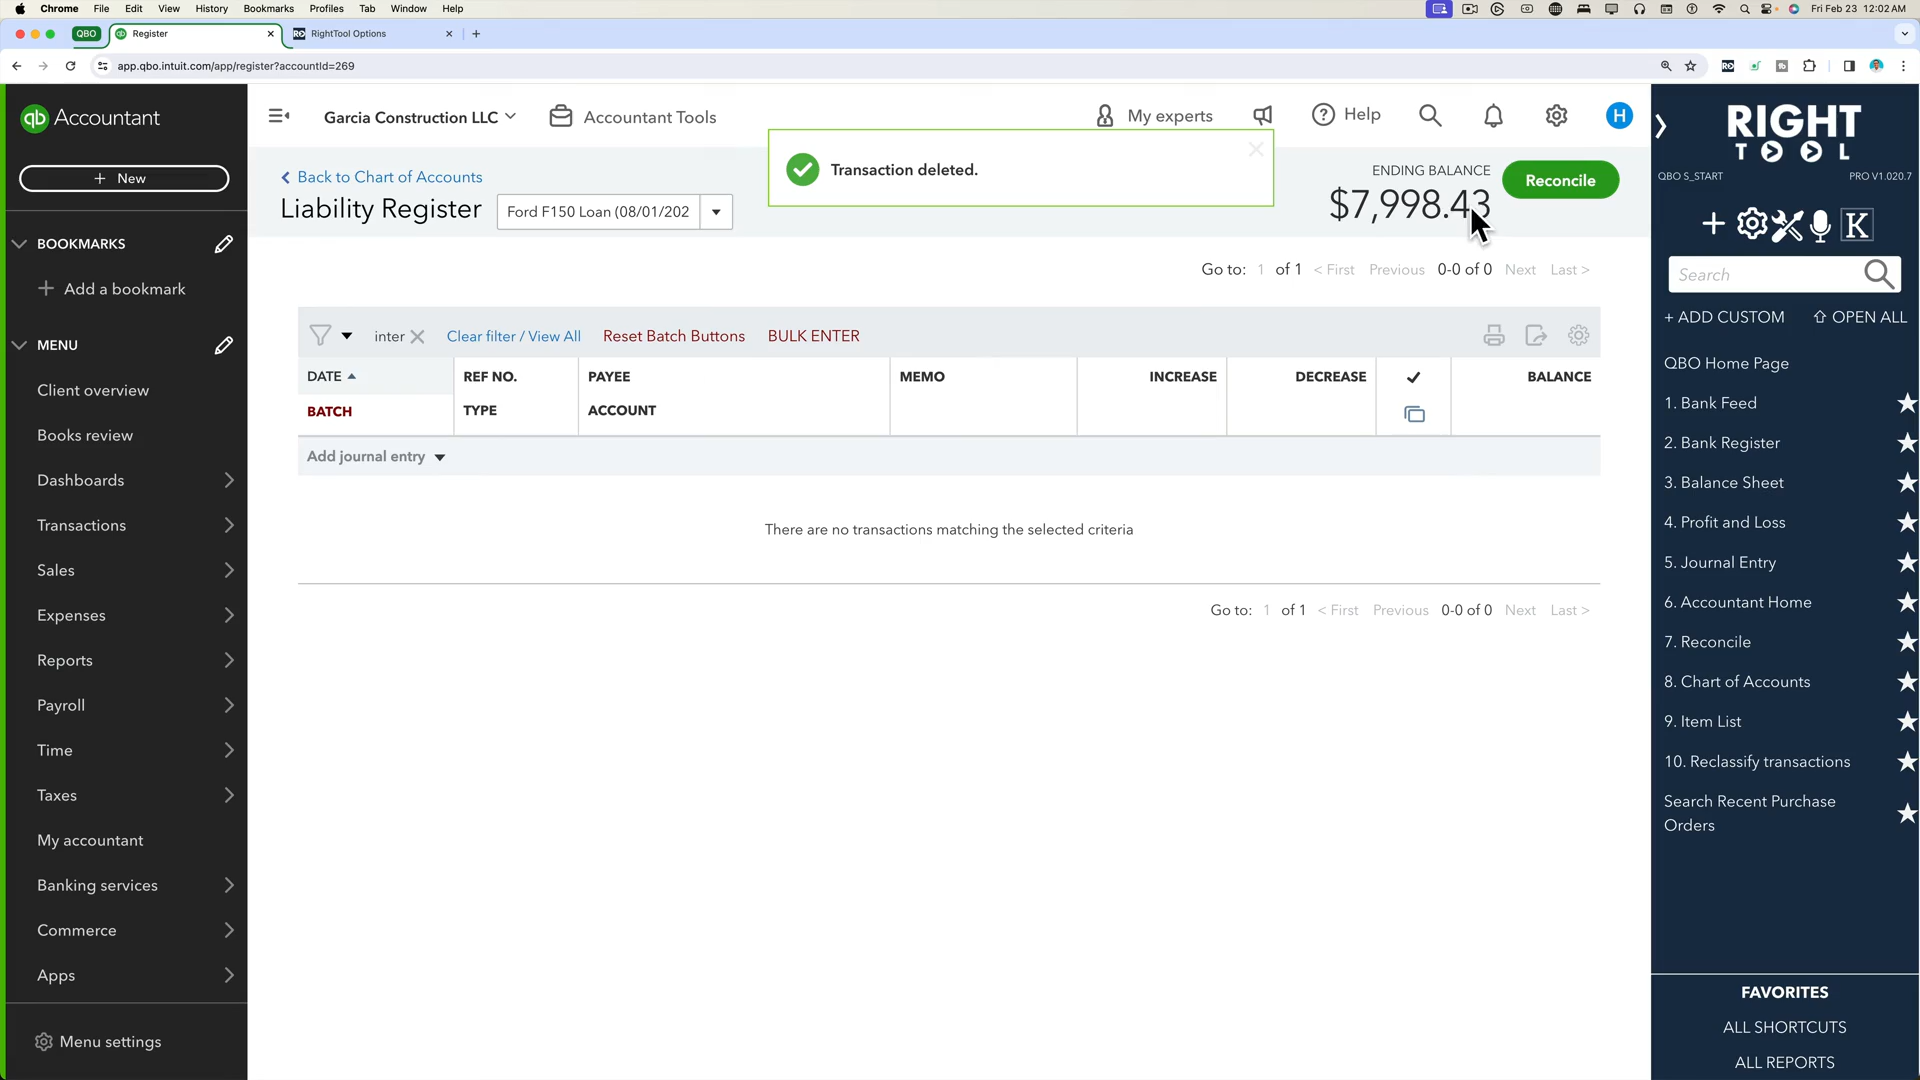 Chrome File Edit View History Bookmarks Profiles Tab Window Help Fri Feb 23 12:02 AM
QBO Register RightTool Options
app.qbo.intuit.com/app/register?accountId=269
qb Accountant
+ New
BOOKMARKS
+ Add a bookmark
MENU
Client overview
Books review
Dashboards
Transactions
Sales
Expenses
Reports
Payroll
Time
Taxes
My accountant
Banking services
Commerce
Apps
Menu settings
Garcia Construction LLC Accountant Tools My experts Help H
Transaction deleted.
Back to Chart of Accounts
Liability Register Ford F150 Loan (08/01/202
ENDING BALANCE
$7,998.43
Reconcile
Go to: 1 of 1 < First Previous 0-0 of 0 Next Last >
inter Clear filter / View All Reset Batch Buttons BULK ENTER
DATE REF NO. PAYEE MEMO INCREASE DECREASE ✓ BALANCE
BATCH TYPE ACCOUNT
Add journal entry
There are no transactions matching the selected criteria
Go to: 1 of 1 < First Previous 0-0 of 0 Next Last >
RIGHT
TOOL
QBO S_START PRO V1.020.7
K
Search
+ ADD CUSTOM OPEN ALL
QBO Home Page
1. Bank Feed
2. Bank Register
3. Balance Sheet
4. Profit and Loss
5. Journal Entry
6. Accountant Home
7. Reconcile
8. Chart of Accounts
9. Item List
10. Reclassify transactions
Search Recent Purchase
Orders
FAVORITES
ALL SHORTCUTS
ALL REPORTS